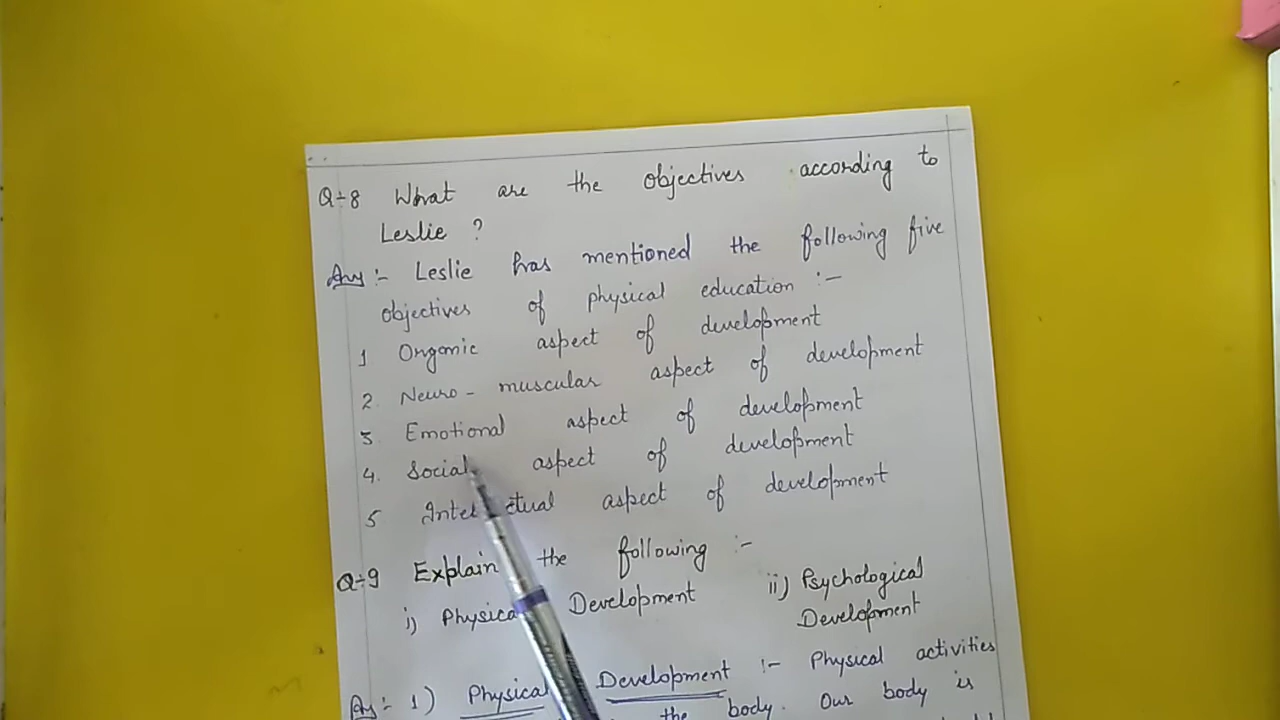 Q÷8 What are the objectives according to
Leslie ?
Ans :- Leslie has mentioned the following five
objectives of physical education :-
1 Organic aspect of development
2. Neuro - muscular aspect of development
3 Emotional aspect of development
4. Social aspect of development
5 aspect of development
Q÷9 Explain the following :-
i) Physical Development ii) Psychological
Development
Ans :- 1) Physical Development :- Physical activities
the body. Our body is